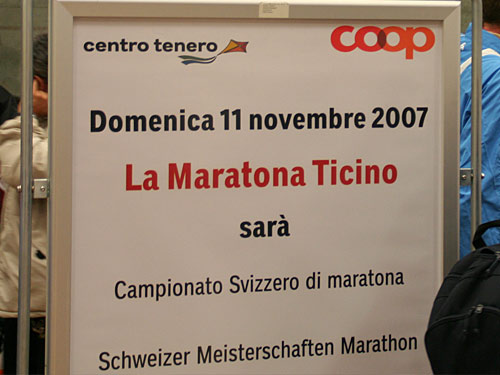 centro tenero coop
Domenica 11 novembre 2007
La Maratona Ticino
sarà
Campionato Svizzero di maratona
Schweizer Meisterschaften Marathon